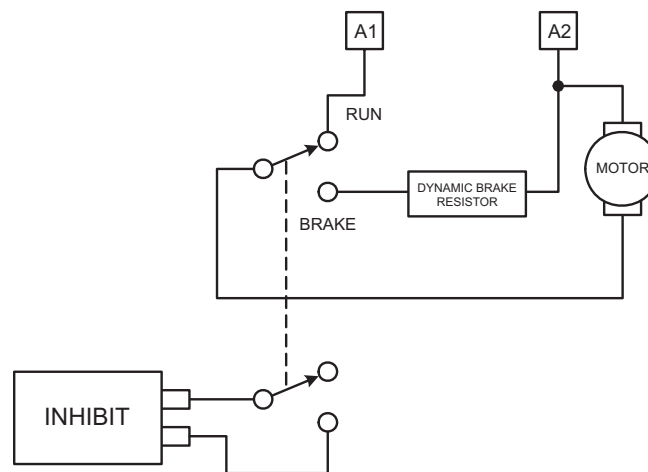 A1
A2
RUN
MOTOR
DYNAMIC BRAKE
RESISTOR
BRAKE
INHIBIT